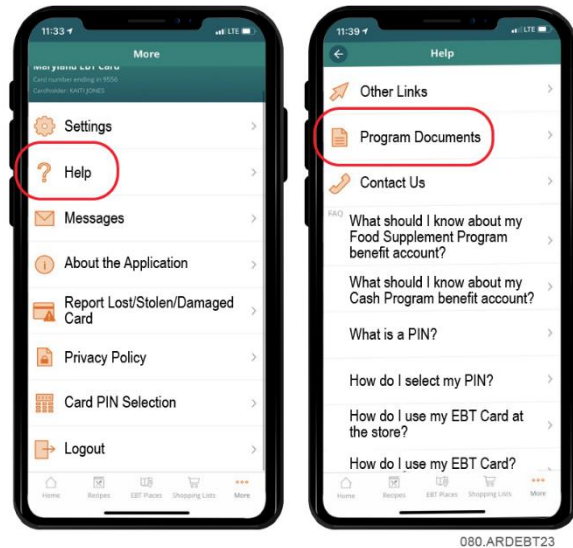 11:33
LTE
More
Maryland EBT Card
Card number ending in 9556
Cardholder: KAITI JONES
Settings
Help
Messages
About the Application
Report Lost/Stolen/Damaged
Card
Privacy Policy
Card PIN Selection
Logout
Home
Recipes
EBT Places
Shopping Lists
More
11:39
LTE
Help
Other Links
Program Documents
Contact Us
FAQ
What should I know about my
Food Supplement Program
benefit account?
What should I know about my
Cash Program benefit account?
What is a PIN?
How do I select my PIN?
How do I use my EBT Card at
the store?
How do I use my EBT Card?
Home
Recipes
EBT Places
Shopping Lists
More
080.ARDEBT23